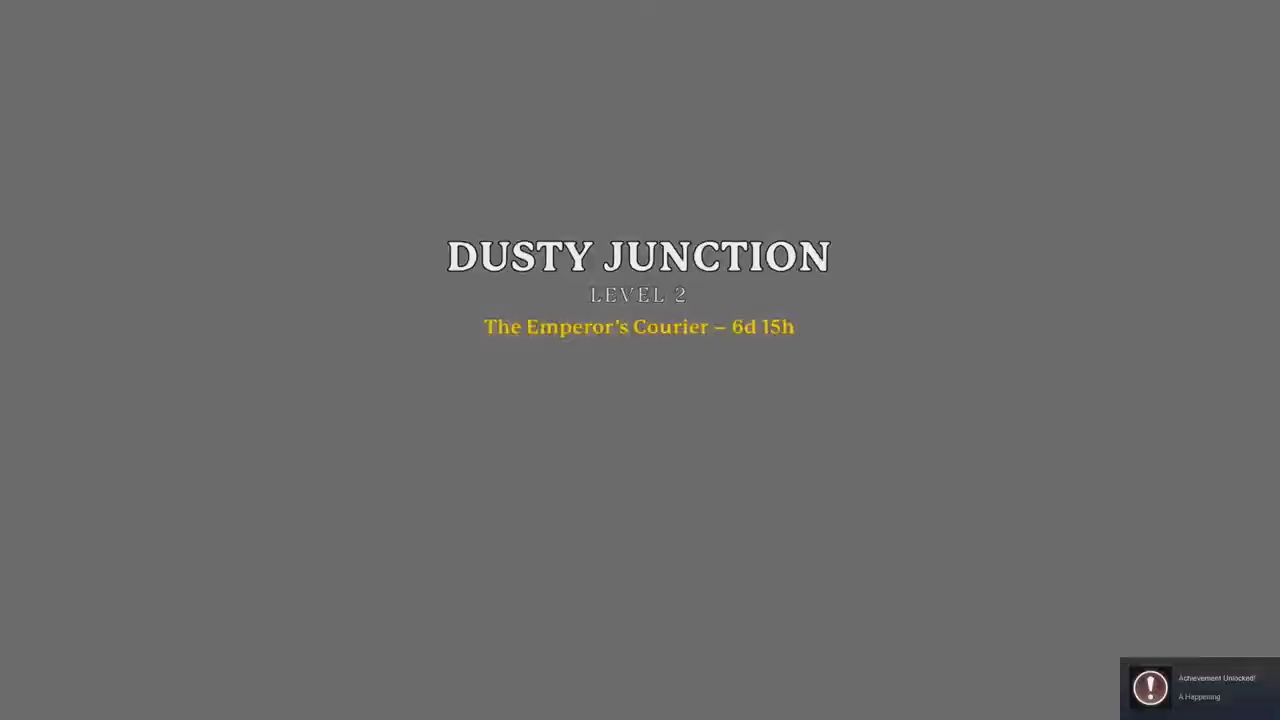 DUSTY JUNCTION
LEVEL 2
The Emperor's Courier – 6d 15h
Achievement Unlocked!
A Happening